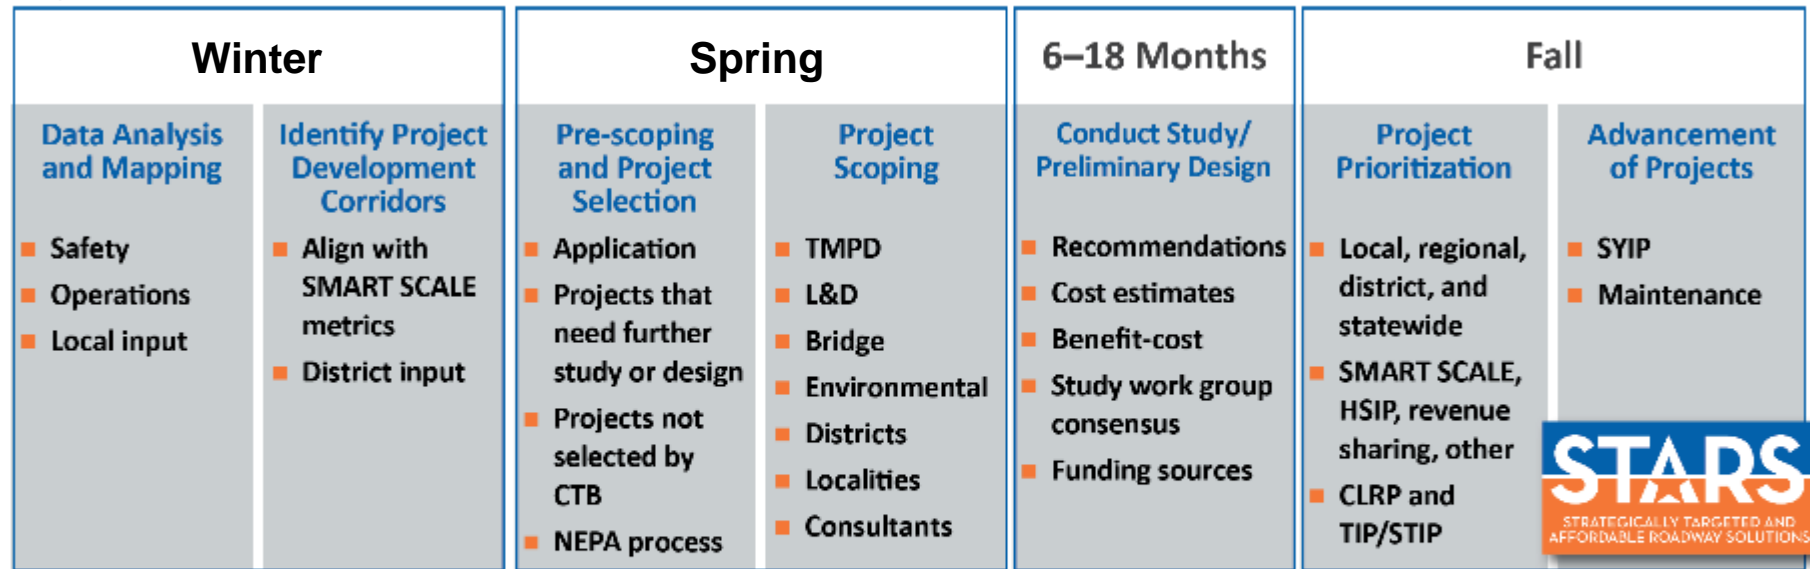 Winter
Data Analysis
and Mapping
Safety
Operations
Local input
Identify Project
Development
Corridors
Align with
SMART SCALE
metrics
District input
Spring
Pre-scoping
and Project
Selection
Application
Projects that
need further
study or design
Projects not
selected by
CTB
NEPA process
Project
Scoping
TMPD
L&D
Bridge
Environmental
Districts
Localities
Consultants
6–18 Months
Conduct Study/
Preliminary Design
Recommendations
Cost estimates
Benefit-cost
Study work group
consensus
Funding sources
Fall
Project
Prioritization
Local, regional,
district, and
statewide
SMART SCALE,
HSIP, revenue
sharing, other
CLRP and
TIP/STIP
Advancement
of Projects
SYIP
Maintenance
STARS
STRATEGICALLY TARGETED AND
AFFORDABLE ROADWAY SOLUTIONS